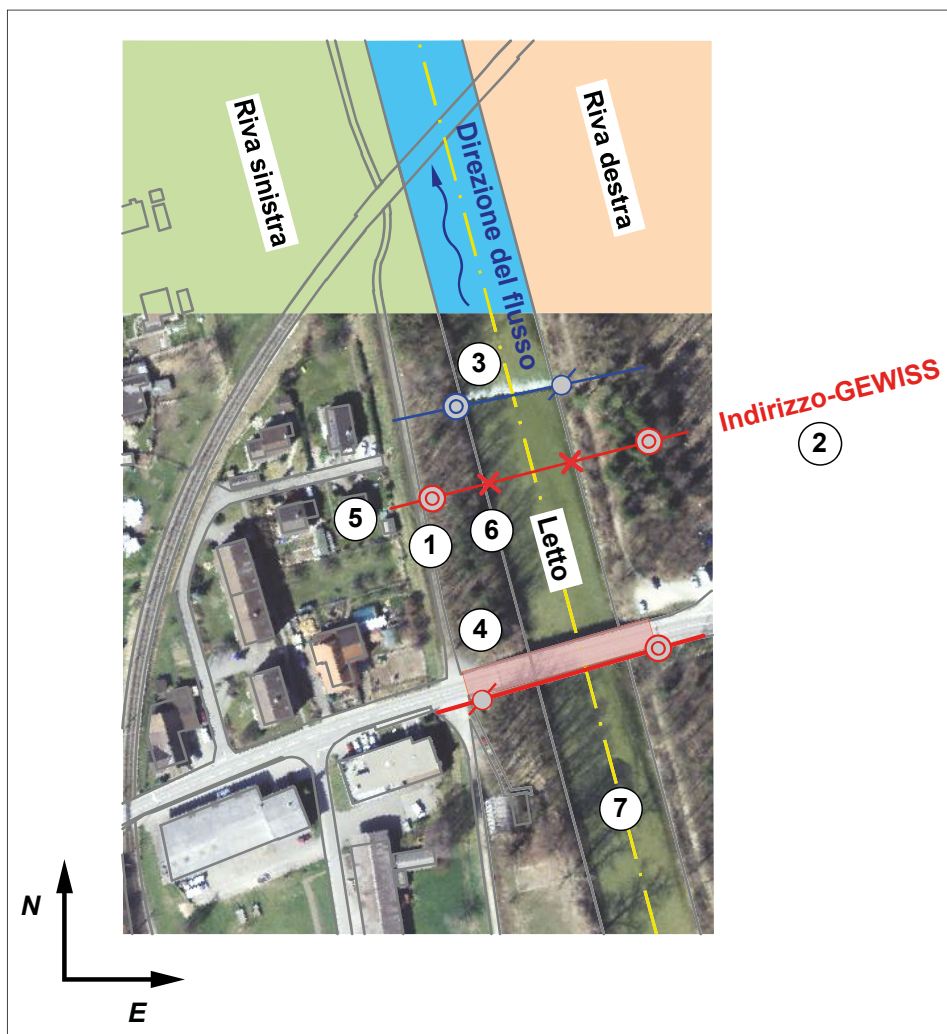 Riva sinistra
Direzione del flusso
Riva destra
3
Indirizzo-GEWISS
2
5
1
6
Letto
4
7
N
E